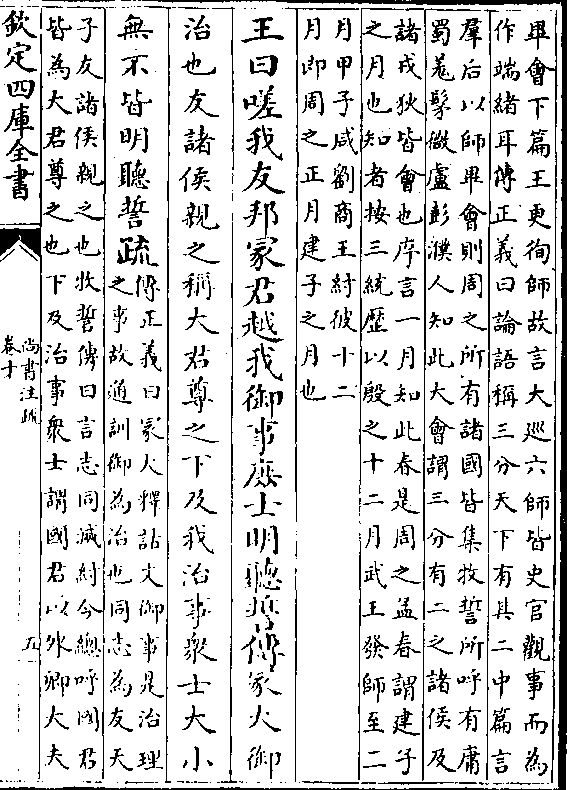 畢會下篇王更徇師故言大巡六師皆史官觀事而為
作端緒耳傳正義曰論語稱三分天下有其二中篇言
羣后以師畢會則周之所有諸國皆集牧誓所呼有庸
蜀羌髳微盧彭濮人知此大會謂三分有二之諸侯及
諸戎狄皆會也序言一月知此春是周之孟春謂建子
之月也知者按三統歷以殷之十二月武王發師至二
月甲子咸劉商王紂彼十二
月即周之正月建子之月也
王曰嗟我友邦冡君越我御事庶士明聽誓傳冡大御
治也友諸侯親之稱大君尊之下及我治事衆士大小
無不皆明聽誓疏
傳正義曰冡大釋詁文御事是治理
之事故通訓御為治也同志為友天
子友諸侯親之也牧誓傳曰言志同滅紂今總呼國君
皆為大君尊之也下及治事衆士謂國君以外卿大夫
欽定四庫全書
尚書注疏
卷十
五